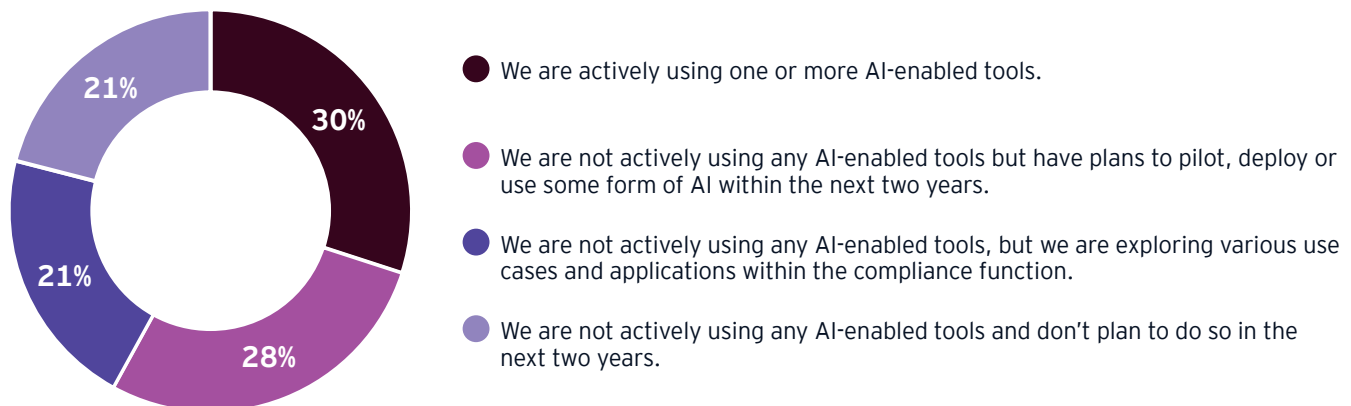 21%
30%
21%
28%
We are actively using one or more AI-enabled tools.
We are not actively using any AI-enabled tools but have plans to pilot, deploy or
use some form of AI within the next two years.
We are not actively using any AI-enabled tools, but we are exploring various use
cases and applications within the compliance function.
We are not actively using any AI-enabled tools and don’t plan to do so in the
next two years.